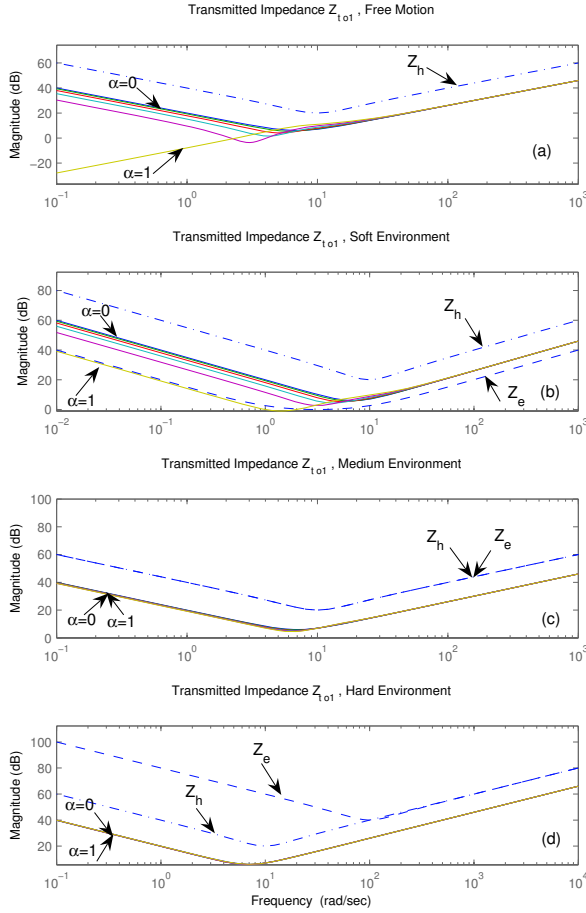 Transmitted Impedance Z_to1 , Free Motion
Magnitude (dB)
60
40
20
0
−20
α=0
α=1
Z_h
(a)
10^-1
10^0
10^1
10^2
10^3
Transmitted Impedance Z_to1 , Soft Environment
Magnitude (dB)
80
60
40
20
0
α=0
α=1
Z_h
Z_e
(b)
10^-2
10^-1
10^0
10^1
10^2
10^3
Transmitted Impedance Z_to1 , Medium Environment
Magnitude (dB)
100
80
60
40
20
0
α=0 α=1
Z_h Z_e
(c)
10^-1
10^0
10^1
10^2
10^3
Transmitted Impedance Z_to1 , Hard Environment
Magnitude (dB)
100
80
60
40
20
α=0
α=1
Z_h
Z_e
(d)
10^-1
10^0
10^1
10^2
10^3
10^4
Frequency (rad/sec)